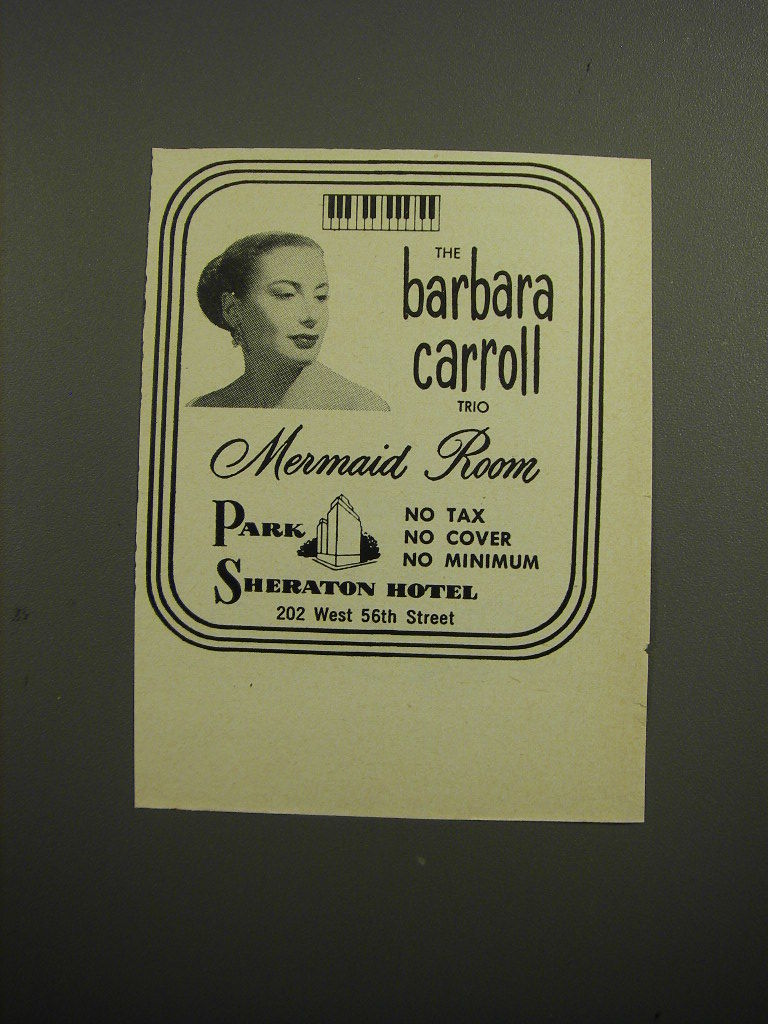 THE
barbara
carroll
TRIO
Mermaid Room
PARK
SHERATON HOTEL
NO TAX
NO COVER
NO MINIMUM
202 West 56th Street